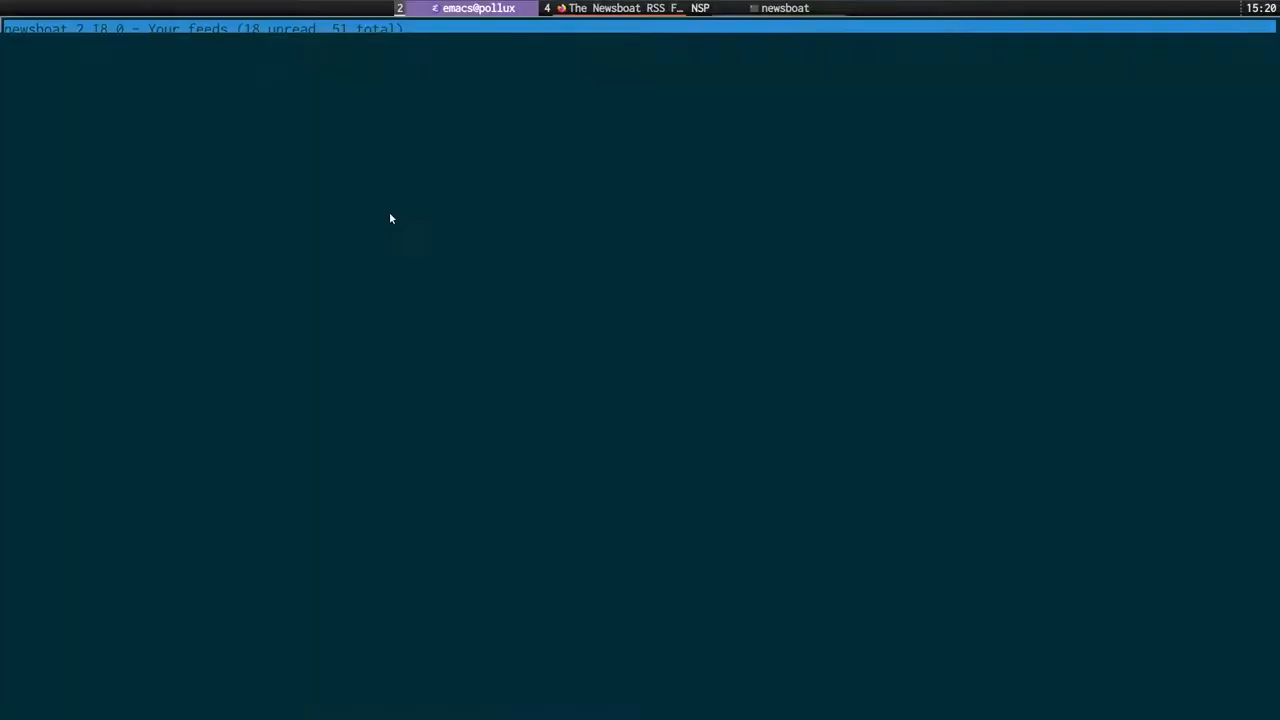 2 ε emacs@pollux 4 The Newsboat RSS F… NSP newsboat 15:20
newsboat 2.18.0 - Your feeds (18 unread, 51 total)